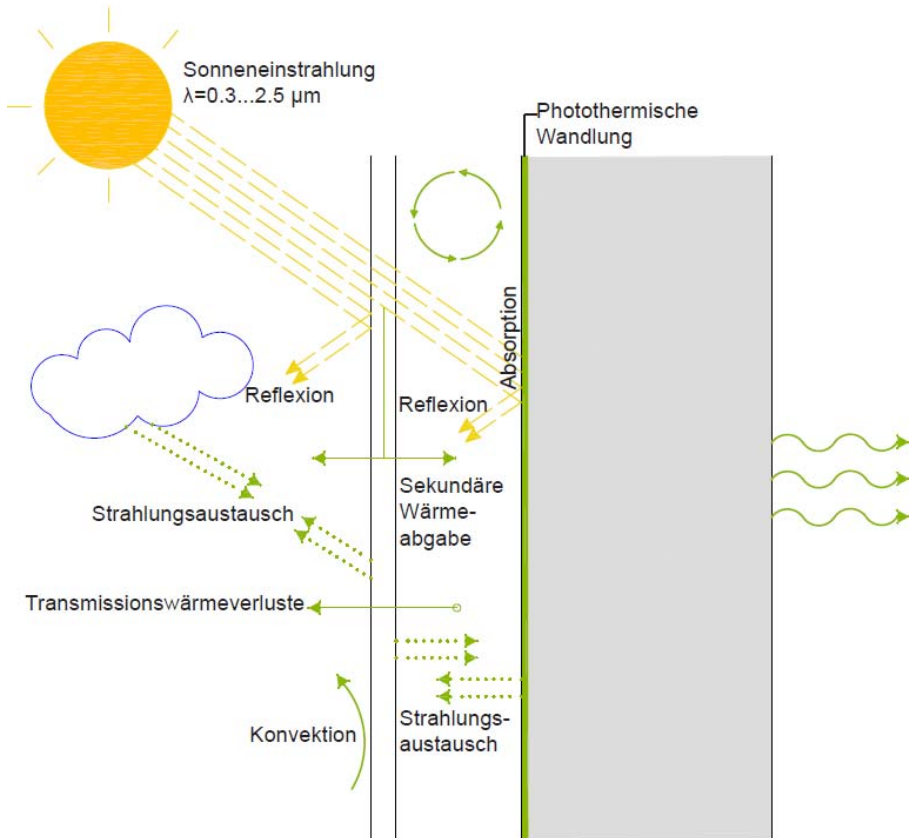 Sonneneinstrahlung
λ=0.3...2.5 µm
Photothermische
Wandlung
Absorption
Reflexion
Reflexion
Sekundäre
Wärme-
abgabe
Strahlungsaustausch
Transmissionswärmeverluste
Strahlungs-
austausch
Konvektion